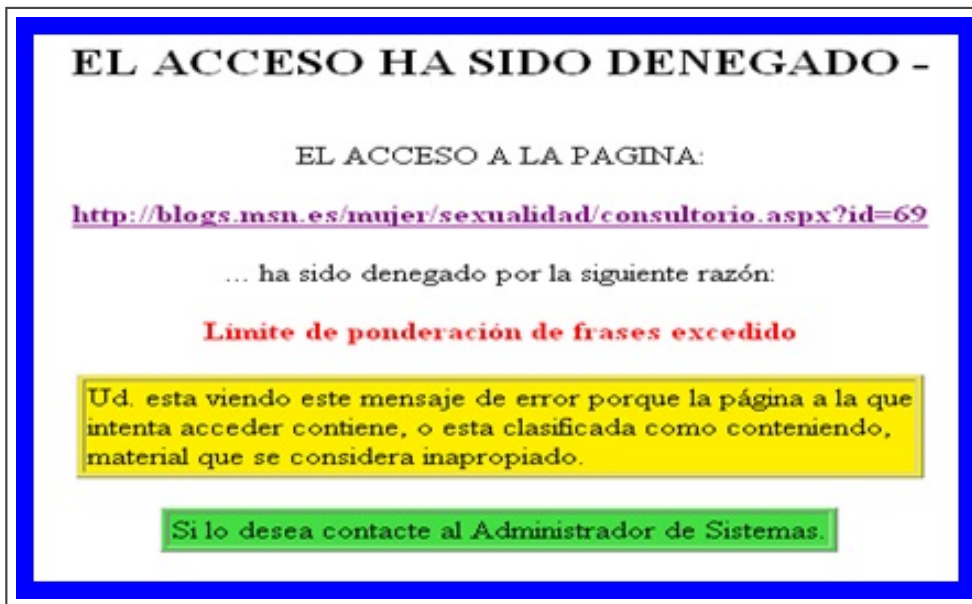 EL ACCESO HA SIDO DENEGADO -
EL ACCESO A LA PAGINA:
http://blogs.msn.es/mujer/sexualidad/consultorio.aspx?id=69
... ha sido denegado por la siguiente razón:
Límite de ponderación de frases excedido
Ud. esta viendo este mensaje de error porque la página a la que
intenta acceder contiene, o esta clasificada como conteniendo,
material que se considera inapropiado.
Si lo desea contacte al Administrador de Sistemas.